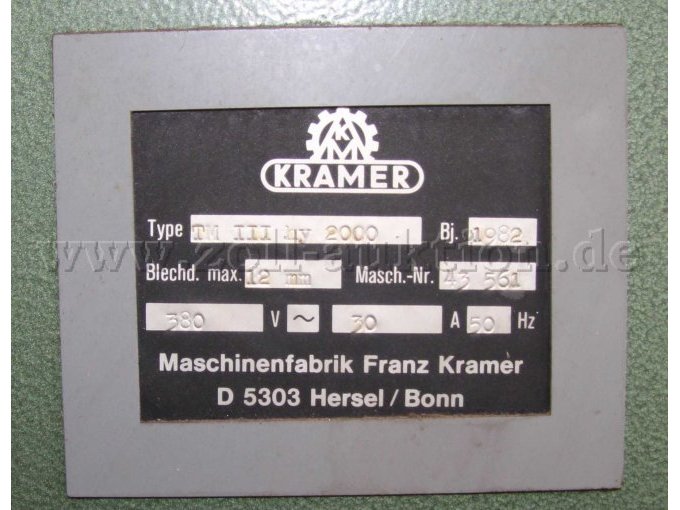 KRAMER
Type TM III hy 2000 Bj. 1982
www.zoll-auktion.de
Blechd. max. 12 mm Masch.-Nr. 43 561
380 V ~ 30 A 50 Hz
Maschinenfabrik Franz Kramer
D 5303 Hersel / Bonn